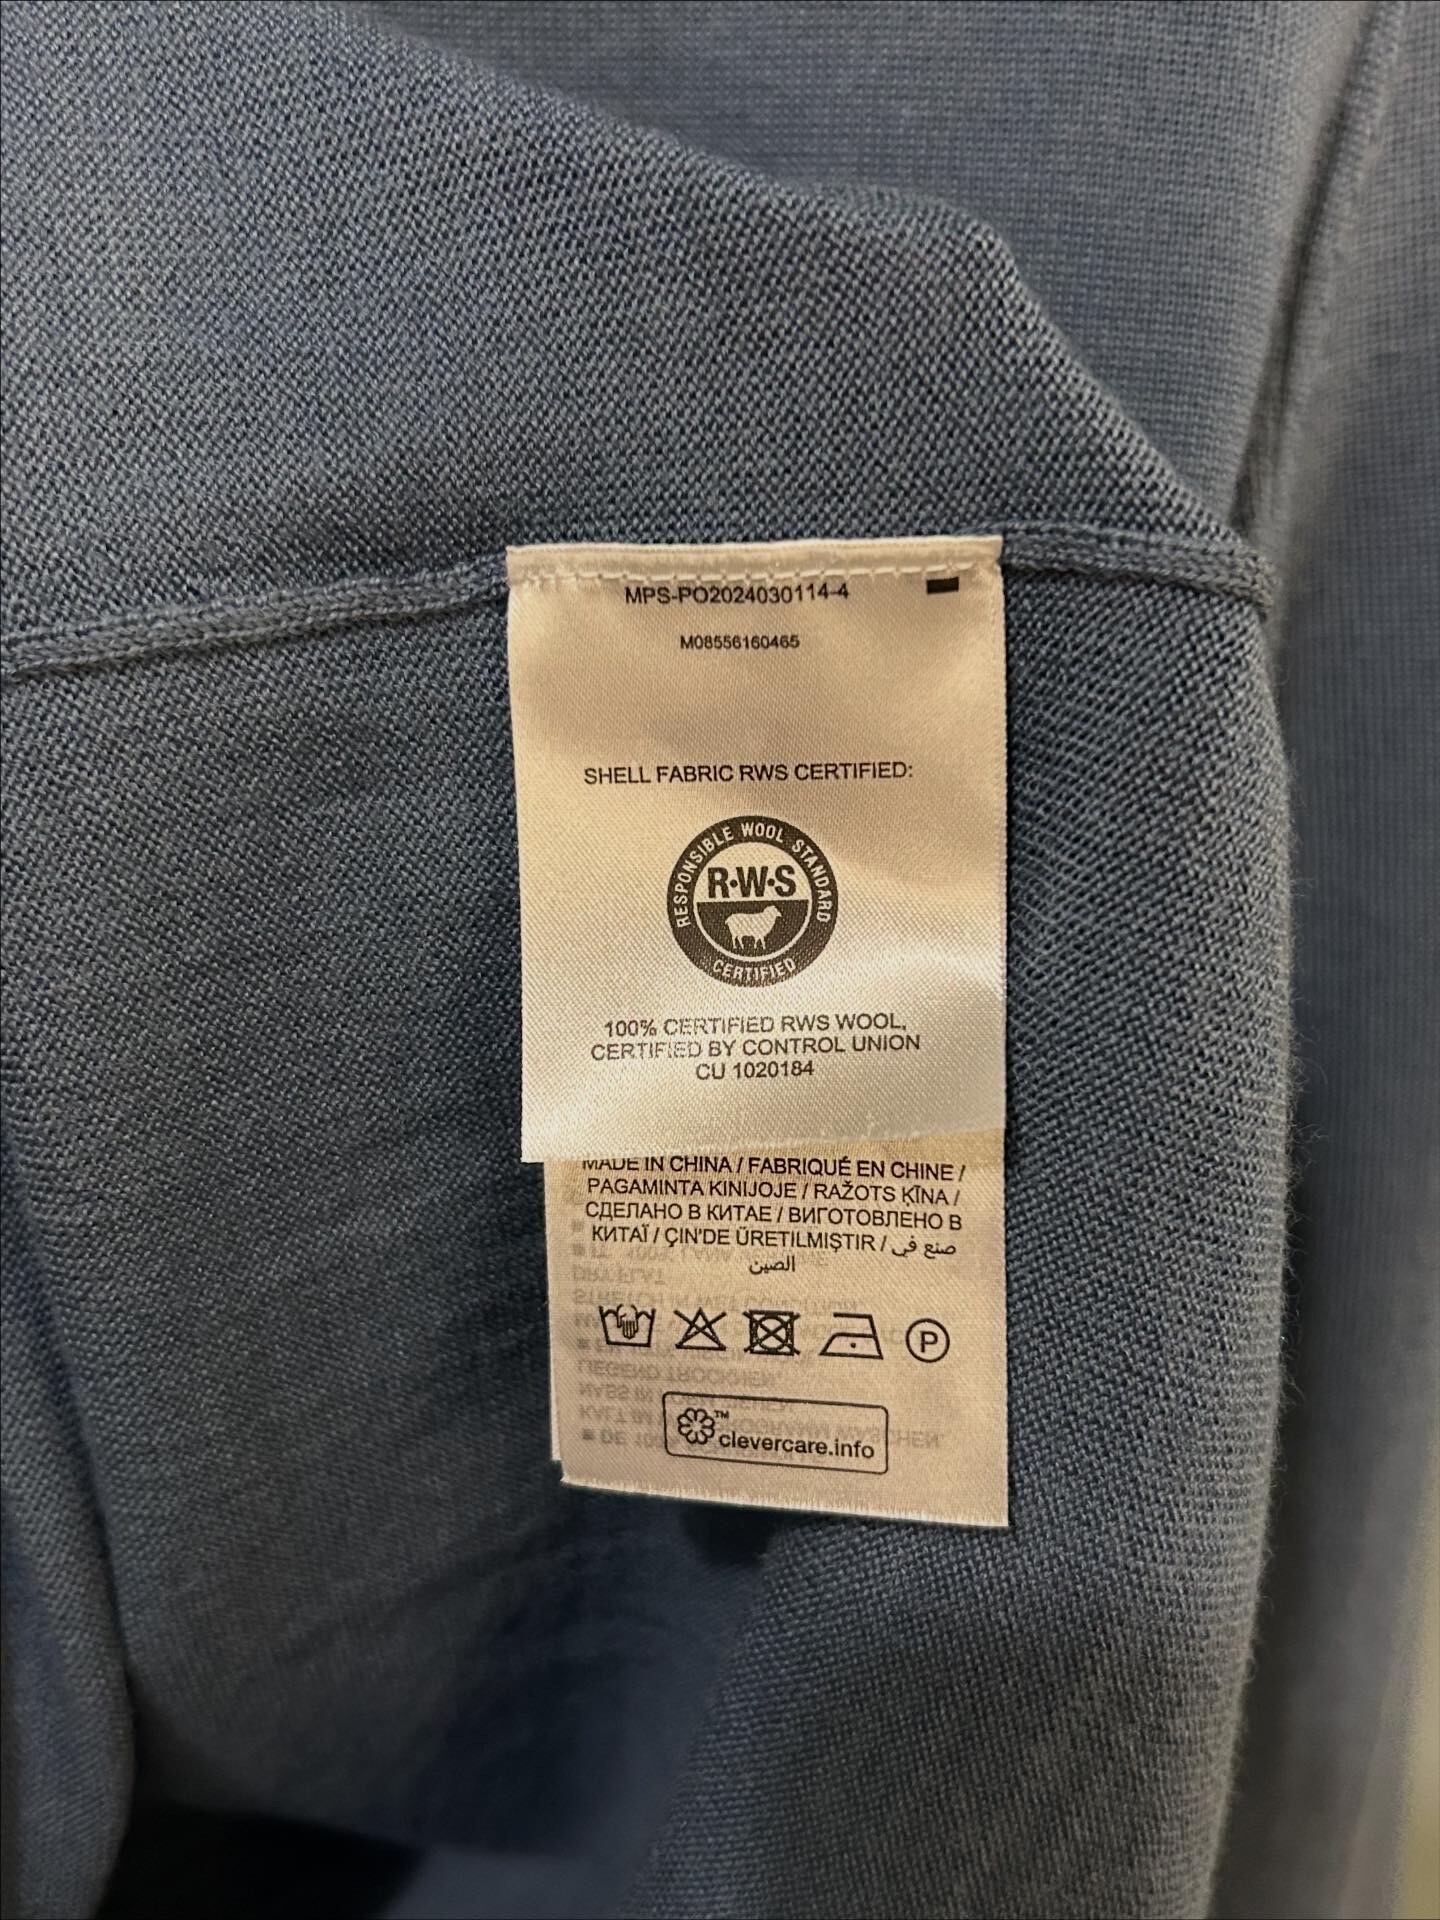 MPS-PO2024030114-4
M08556160465
SHELL FABRIC RWS CERTIFIED:
RESPONSIBLE WOOL STANDARD
R·W·S
CERTIFIED
100% CERTIFIED RWS WOOL,
CERTIFIED BY CONTROL UNION
CU 1020184
MADE IN CHINA / FABRIQUÉ EN CHINE /
PAGAMINTA KINIJOJE / RAŽOTS ĶĪNA /
СДЕЛАНО В КИТАЕ / ВИГОТОВЛЕНО В
КИТАЇ / ÇIN'DE ÜRETILMIŞTIR / صنع في
الصين
P
™
clevercare.info